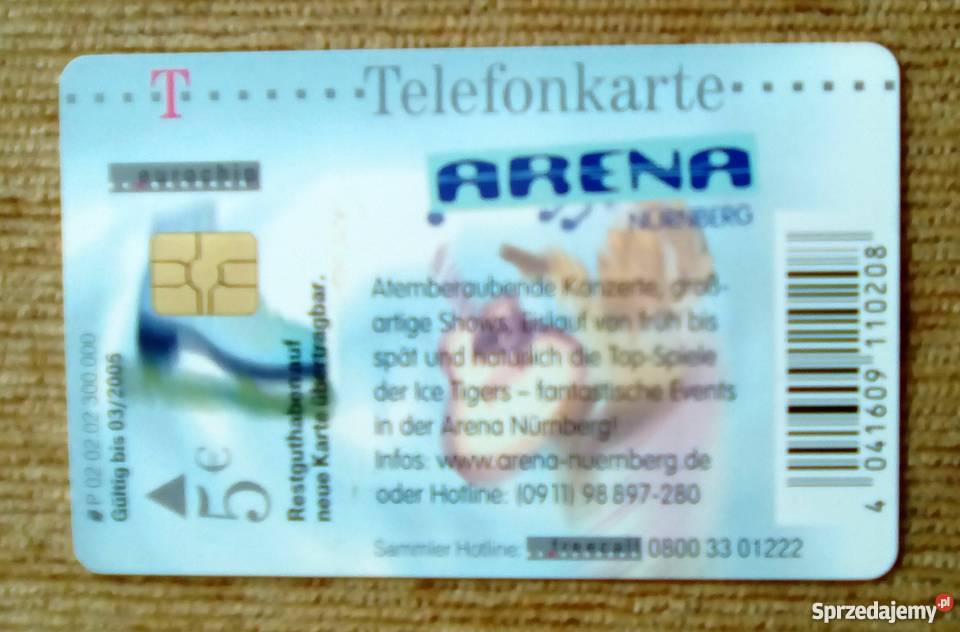 T Telefonkarte
eurochip
ARENA
NÜRNBERG
Atemberaubende Konzerte, groß-
artige Shows, Eislauf von früh bis
spät und natürlich die Top-Spiele
der Ice Tigers – fantastische Events
in der Arena Nürnberg!
Infos: www.arena-nuernberg.de
oder Hotline: (09 11) 98 897-280
Sammler Hotline: freecall 0800 33 01222
P 02 02 02 300 000
Gültig bis 03/2005
5 €
Restguthaben auf
neue Karte übertragbar.
4 041609 110208
Sprzedajemy.pl